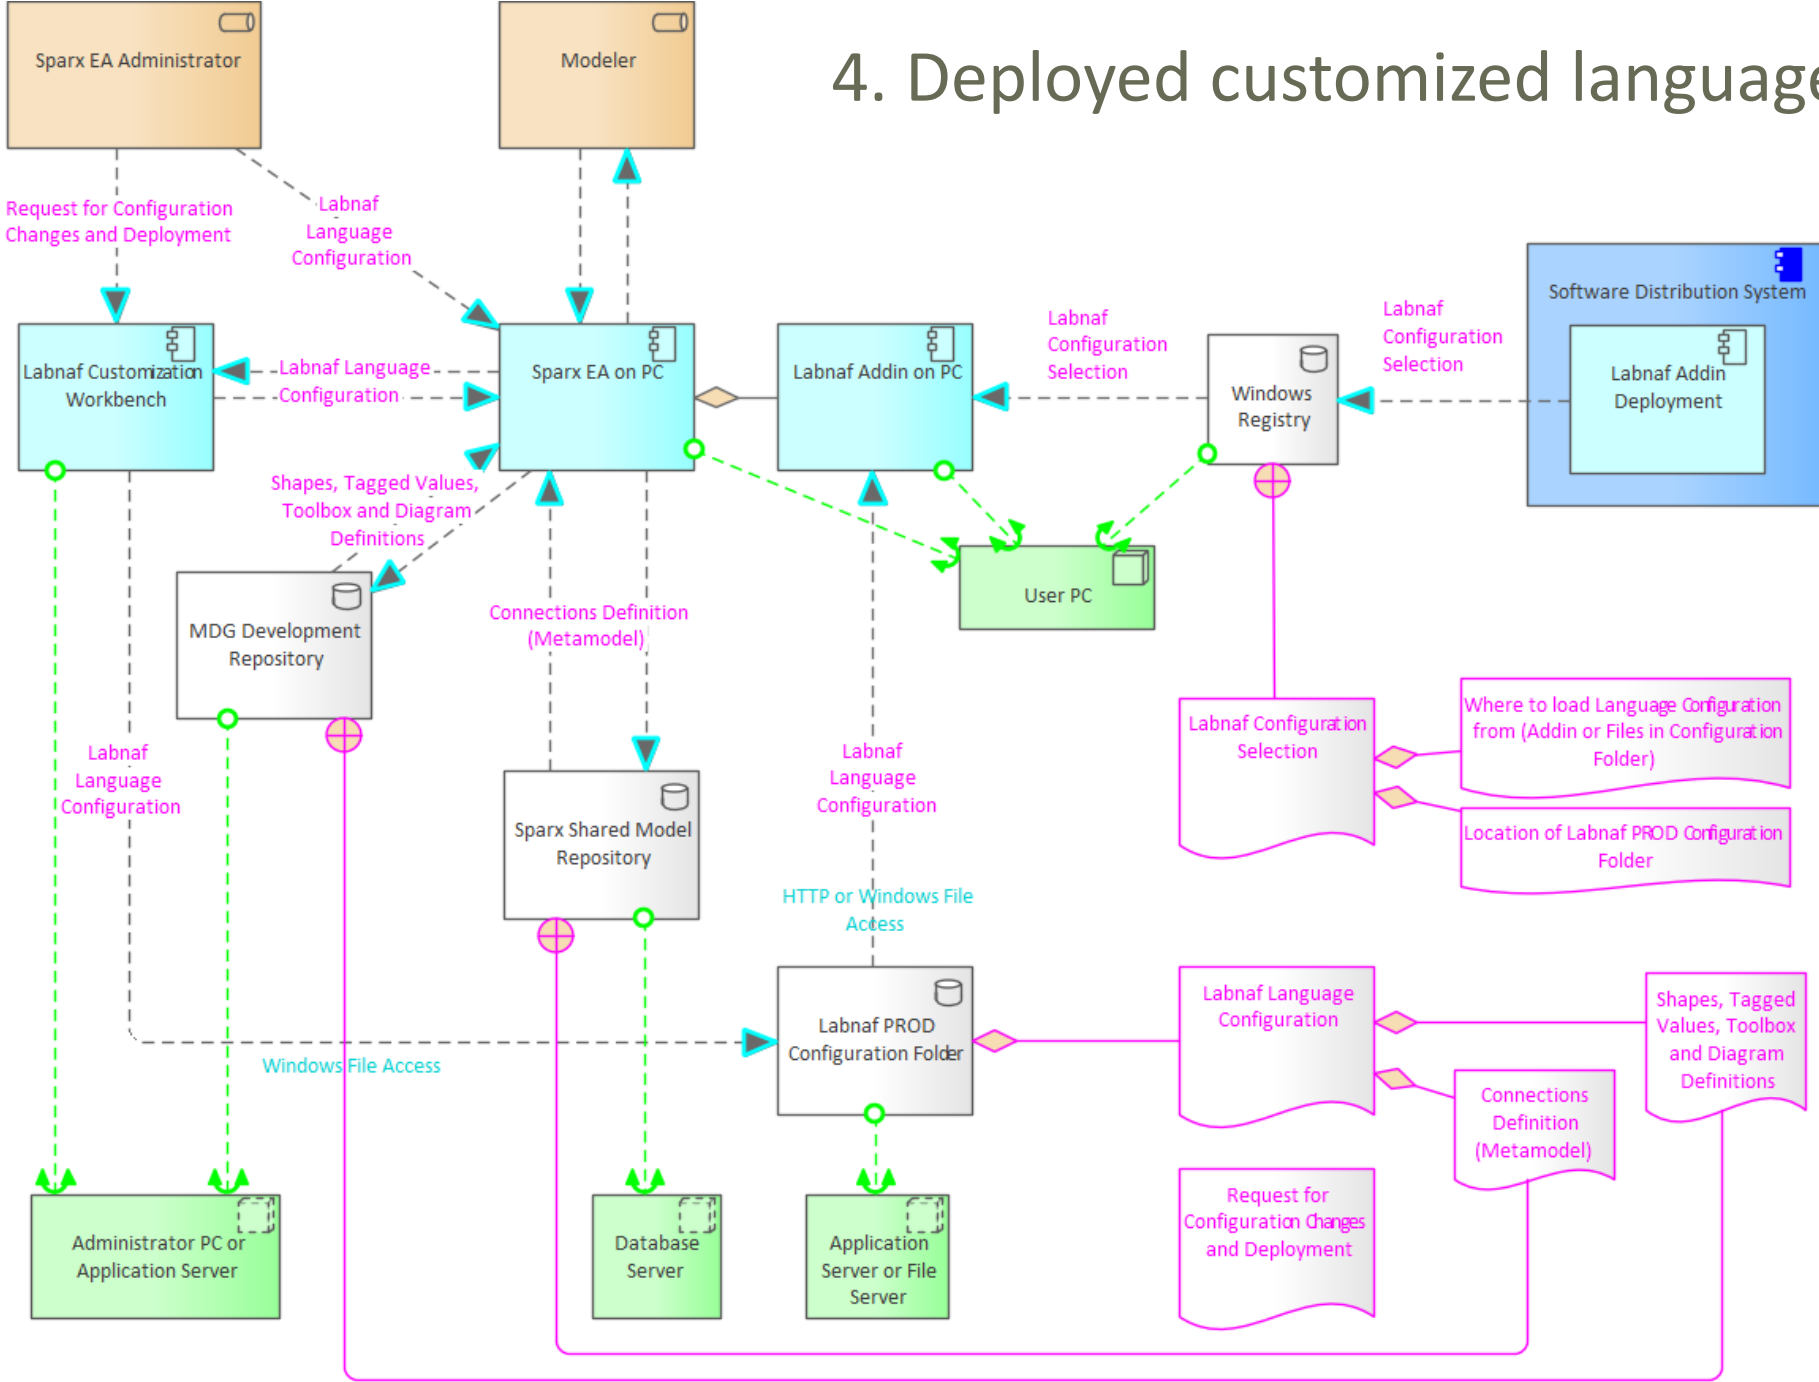 4. Deployed customized language
Sparx EA Administrator
Modeler
Request for Configuration
Changes and Deployment
Labnaf
Language
Configuration
Software Distribution System
Labnaf Addin
Deployment
Labnaf
Configuration
Selection
Labnaf
Configuration
Selection
Windows
Registry
Labnaf Customization
Workbench
Labnaf Language
Configuration
Sparx EA on PC
Labnaf Addin on PC
Shapes, Tagged Values,
Toolbox and Diagram
Definitions
User PC
MDG Development
Repository
Connections Definition
(Metamodel)
Labnaf Configuration
Selection
Where to load Language Configuration
from (Addin or Files in Configuration
Folder)
Location of Labnaf PROD Configuration
Folder
Labnaf
Language
Configuration
Labnaf
Language
Configuration
Sparx Shared Model
Repository
HTTP or Windows File
Access
Labnaf PROD
Configuration Folder
Windows File Access
Labnaf Language
Configuration
Shapes, Tagged
Values, Toolbox
and Diagram
Definitions
Connections
Definition
(Metamodel)
Request for
Configuration Changes
and Deployment
Administrator PC or
Application Server
Database
Server
Application
Server or File
Server